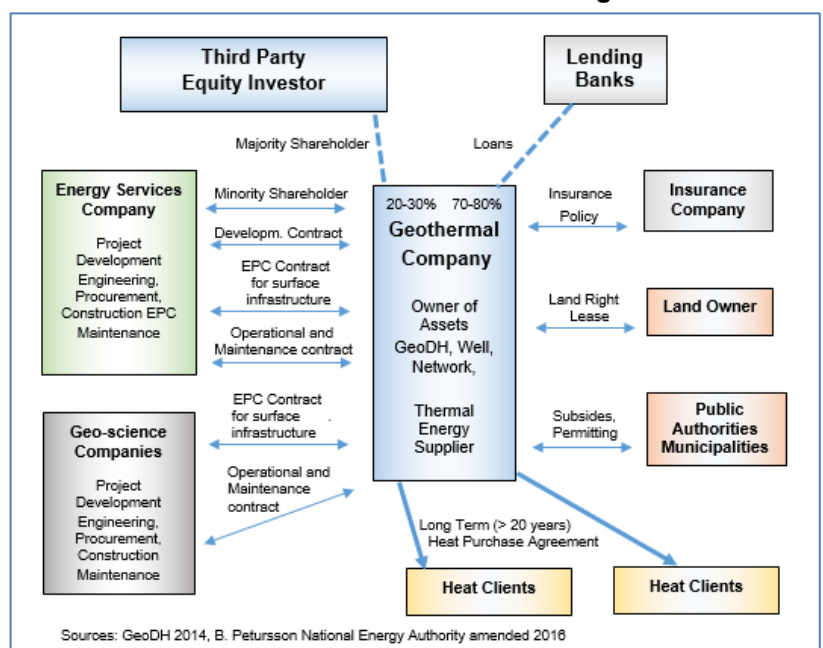 Third Party
Equity Investor
Lending
Banks
Majority Shareholder
Loans
Energy Services
Company
Project
Development
Engineering,
Procurement,
Construction EPC
Maintenance
Minority Shareholder
Developm. Contract
EPC Contract
for surface
infrastructure
Operational and
Maintenance contract
20-30% 70-80%
Geothermal
Company
Owner of
Assets
GeoDH, Well,
Network,
Thermal
Energy
Supplier
Insurance
Policy
Insurance
Company
Land Right
Lease
Land Owner
Subsides,
Permitting
Public
Authorities
Municipalities
Geo-science
Companies
Project
Development
Engineering,
Procurement,
Construction
Maintenance
EPC Contract
for surface .
infrastructure
Operational and
Maintenance
contract
Long Term (> 20 years)
Heat Purchase Agreement
Heat Clients
Heat Clients
Sources: GeoDH 2014, B. Petursson National Energy Authority amended 2016